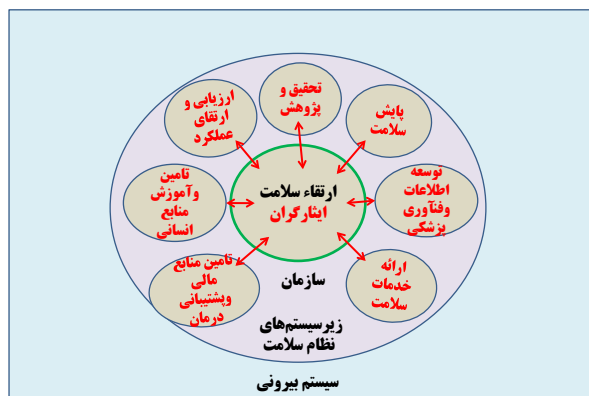 تحقیق و
پژوهش
ارزیابی و
ارتقای
عملکرد
پایش
سلامت
توسعه
اطلاعات
وفنآوری
پزشکی
تامین
وآموزش
منابع
انسانی
ارتقاء سلامت
ایثارگران
ارائه
خدمات
سلامت
تامین منابع
مالی
وپشتیبانی
درمان
سازمان
زیرسیستم‌های
نظام سلامت
سیستم بیرونی